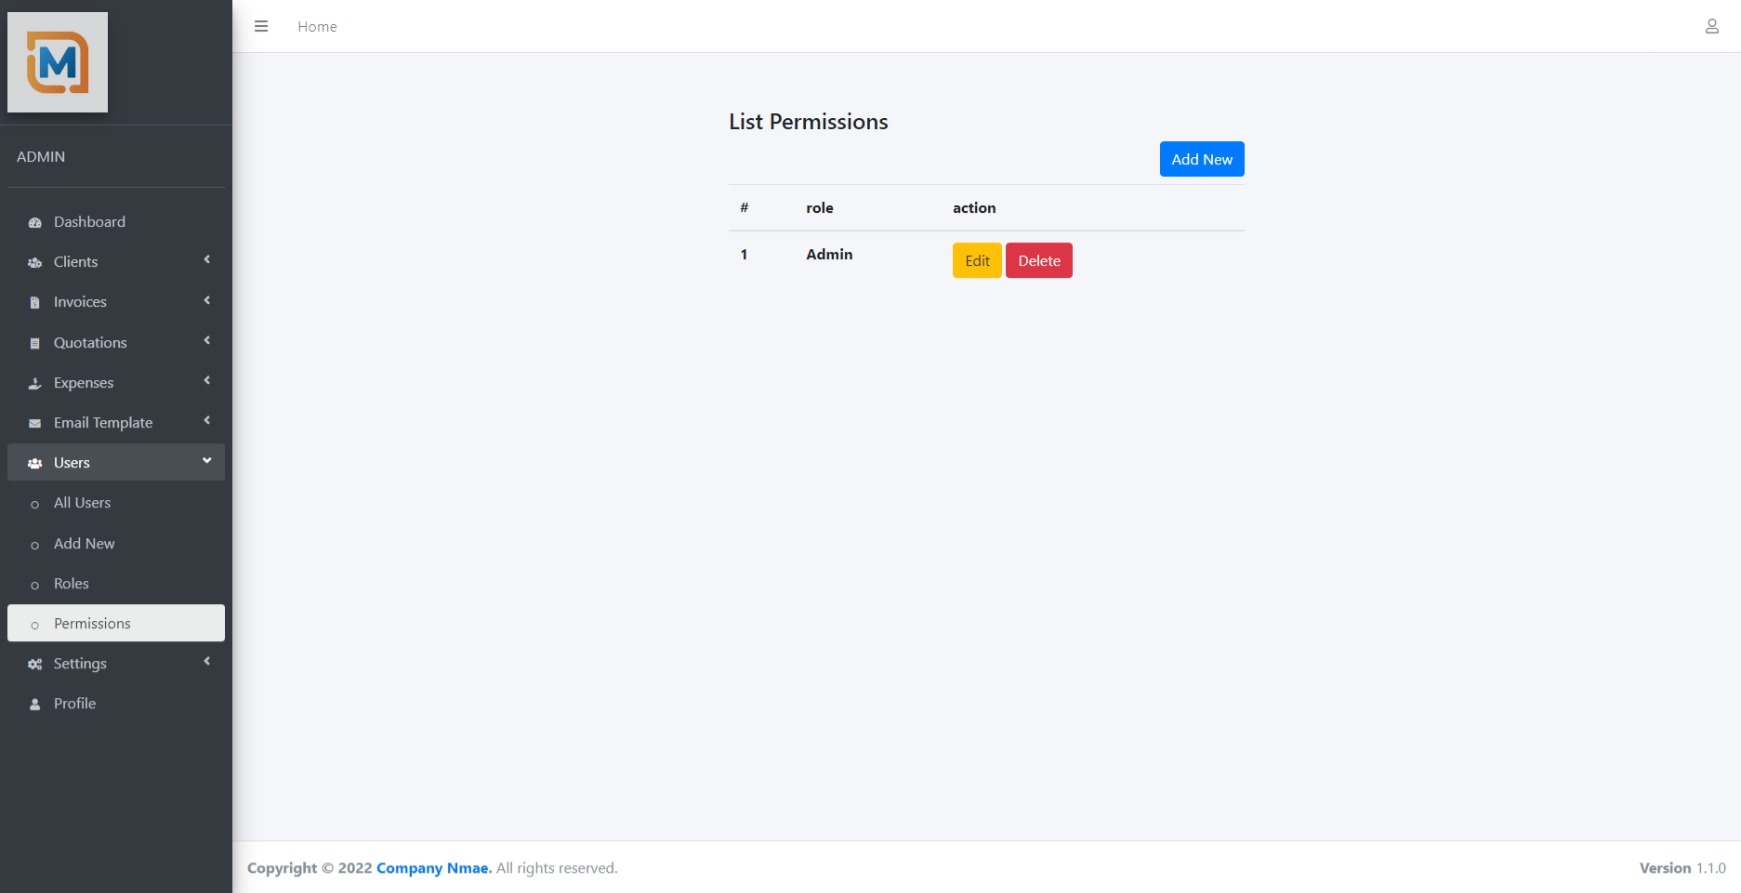 M
Home
ADMIN
Dashboard
Clients
Invoices
Quotations
Expenses
Email Template
Users
All Users
Add New
Roles
Permissions
Settings
Profile
List Permissions
Add New
# role action
1 Admin Edit Delete
Copyright © 2022 Company Nmae. All rights reserved.
Version 1.1.0